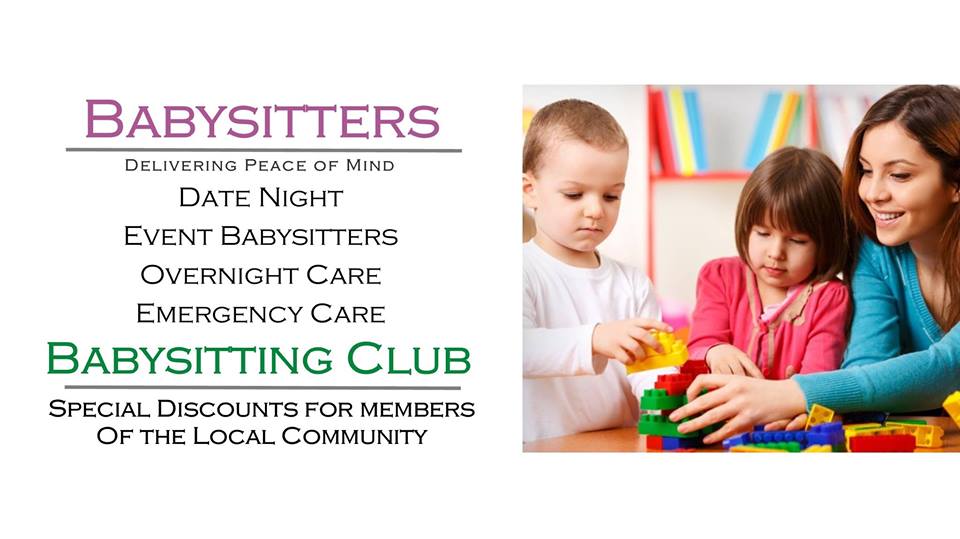 Babysitters
Delivering Peace of Mind
Date Night
Event Babysitters
Overnight Care
Emergency Care
Babysitting Club
Special Discounts for members
Of the Local Community